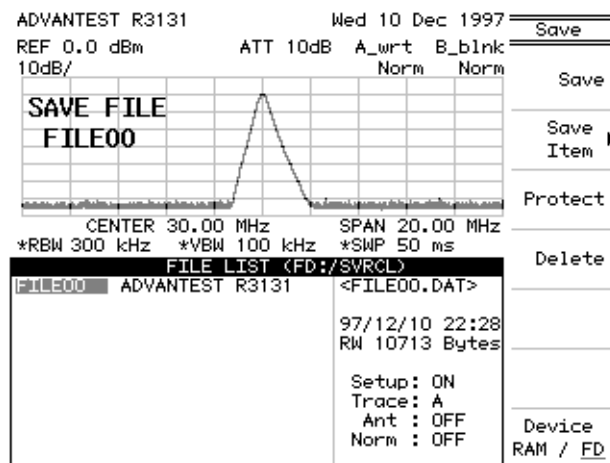 ADVANTEST R3131 Wed 10 Dec 1997
REF 0.0 dBm ATT 10dB A_wrt B_blnk
10dB/ Norm Norm
SAVE FILE
FILE00
CENTER 30.00 MHz SPAN 20.00 MHz
*RBW 300 kHz *VBW 100 kHz *SWP 50 ms
FILE LIST (FD:/SVRCL)
FILE00 ADVANTEST R3131 <FILE00.DAT>
97/12/10 22:28
RW 10713 Bytes
Setup: ON
Trace: A
Ant : OFF
Norm : OFF
Save
Save
Save
Item
Protect
Delete
Device
RAM / FD